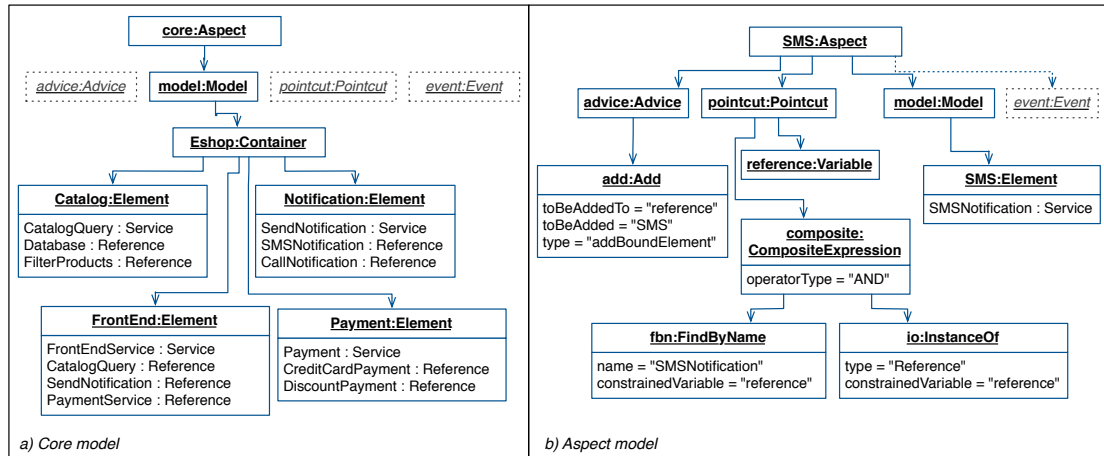 core:Aspect
advice:Advice
model:Model
pointcut:Pointcut
event:Event
Eshop:Container
Catalog:Element
CatalogQuery : Service
Database : Reference
FilterProducts : Reference
Notification:Element
SendNotification : Service
SMSNotification : Reference
CallNotification : Reference
FrontEnd:Element
FrontEndService : Service
CatalogQuery : Reference
SendNotification : Reference
PaymentService : Reference
Payment:Element
Payment : Service
CreditCardPayment : Reference
DiscountPayment : Reference
a) Core model
SMS:Aspect
advice:Advice
pointcut:Pointcut
model:Model
event:Event
reference:Variable
add:Add
toBeAddedTo = "reference"
toBeAdded = "SMS"
type = "addBoundElement"
SMS:Element
SMSNotification : Service
composite:
CompositeExpression
operatorType = "AND"
fbn:FindByName
name = "SMSNotification"
constrainedVariable = "reference"
io:InstanceOf
type = "Reference"
constrainedVariable = "reference"
b) Aspect model